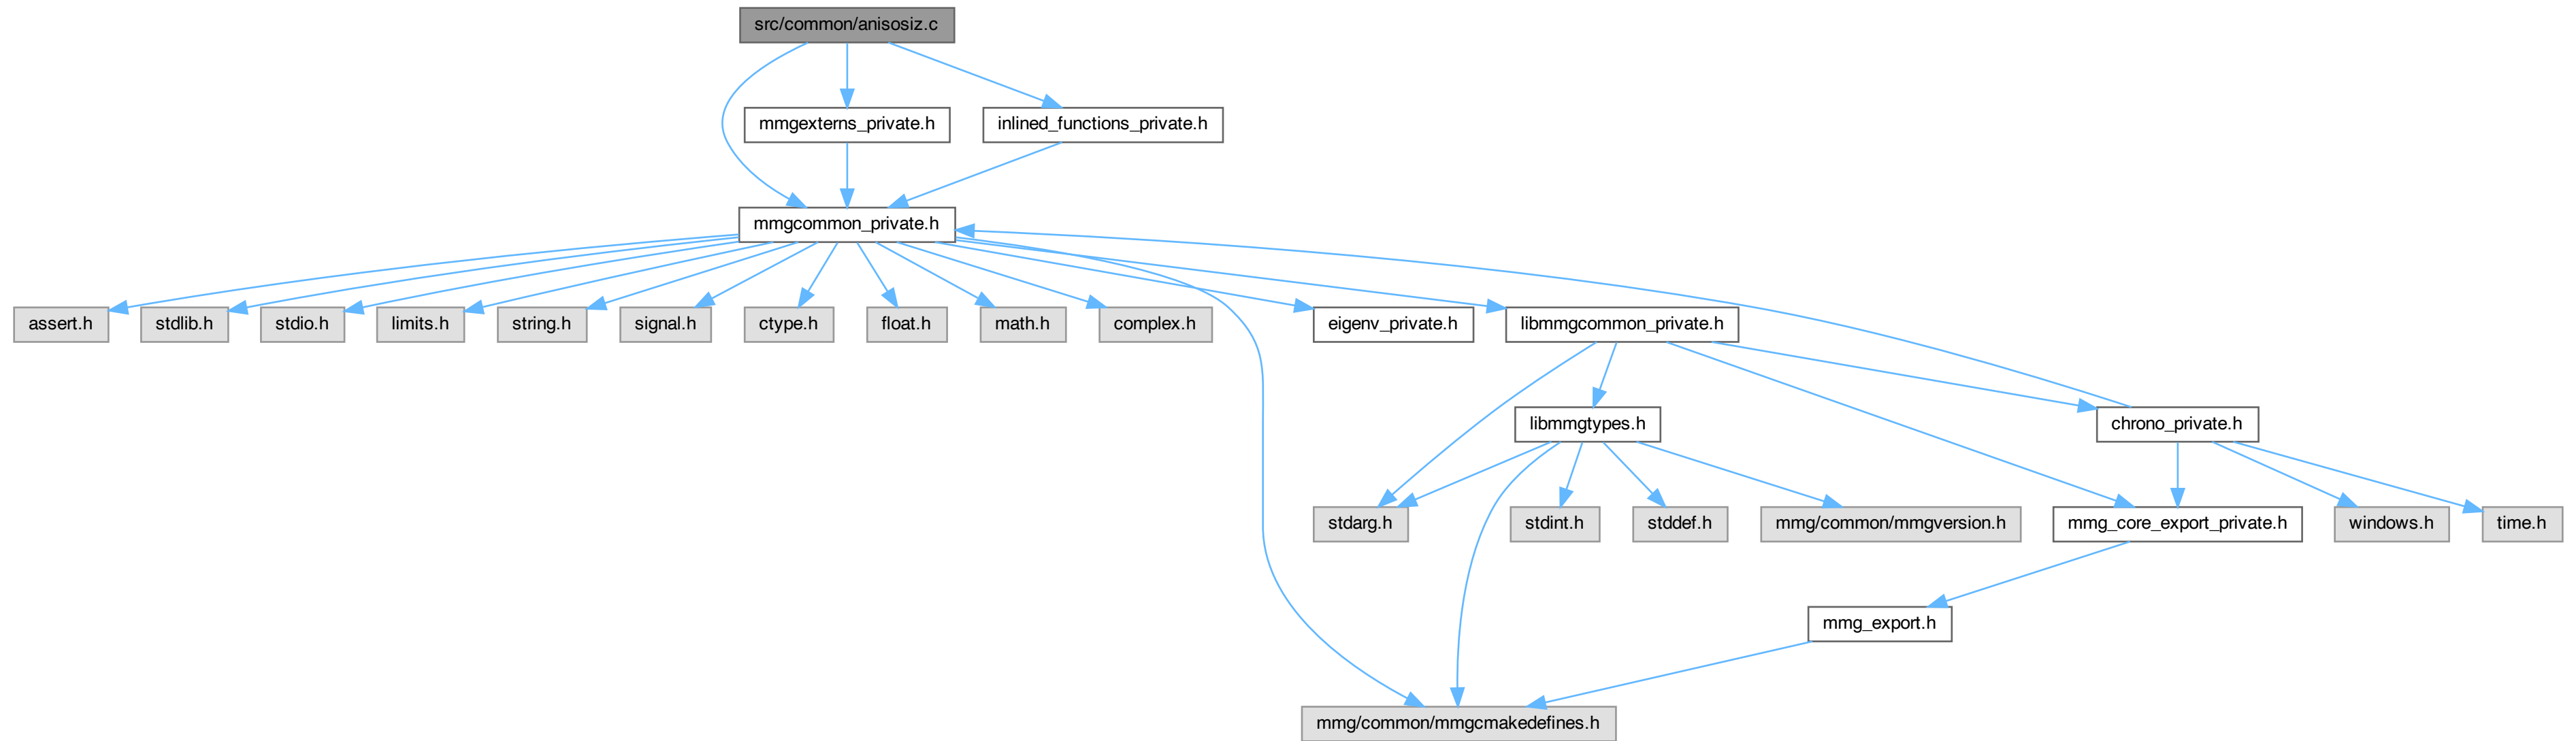 src/common/anisosiz.c
mmgexterns_private.h
inlined_functions_private.h
mmgcommon_private.h
assert.h
stdlib.h
stdio.h
limits.h
string.h
signal.h
ctype.h
float.h
math.h
complex.h
eigenv_private.h
libmmgcommon_private.h
libmmgtypes.h
chrono_private.h
stdarg.h
stdint.h
stddef.h
mmg/common/mmgversion.h
mmg_core_export_private.h
windows.h
time.h
mmg_export.h
mmg/common/mmgcmakedefines.h